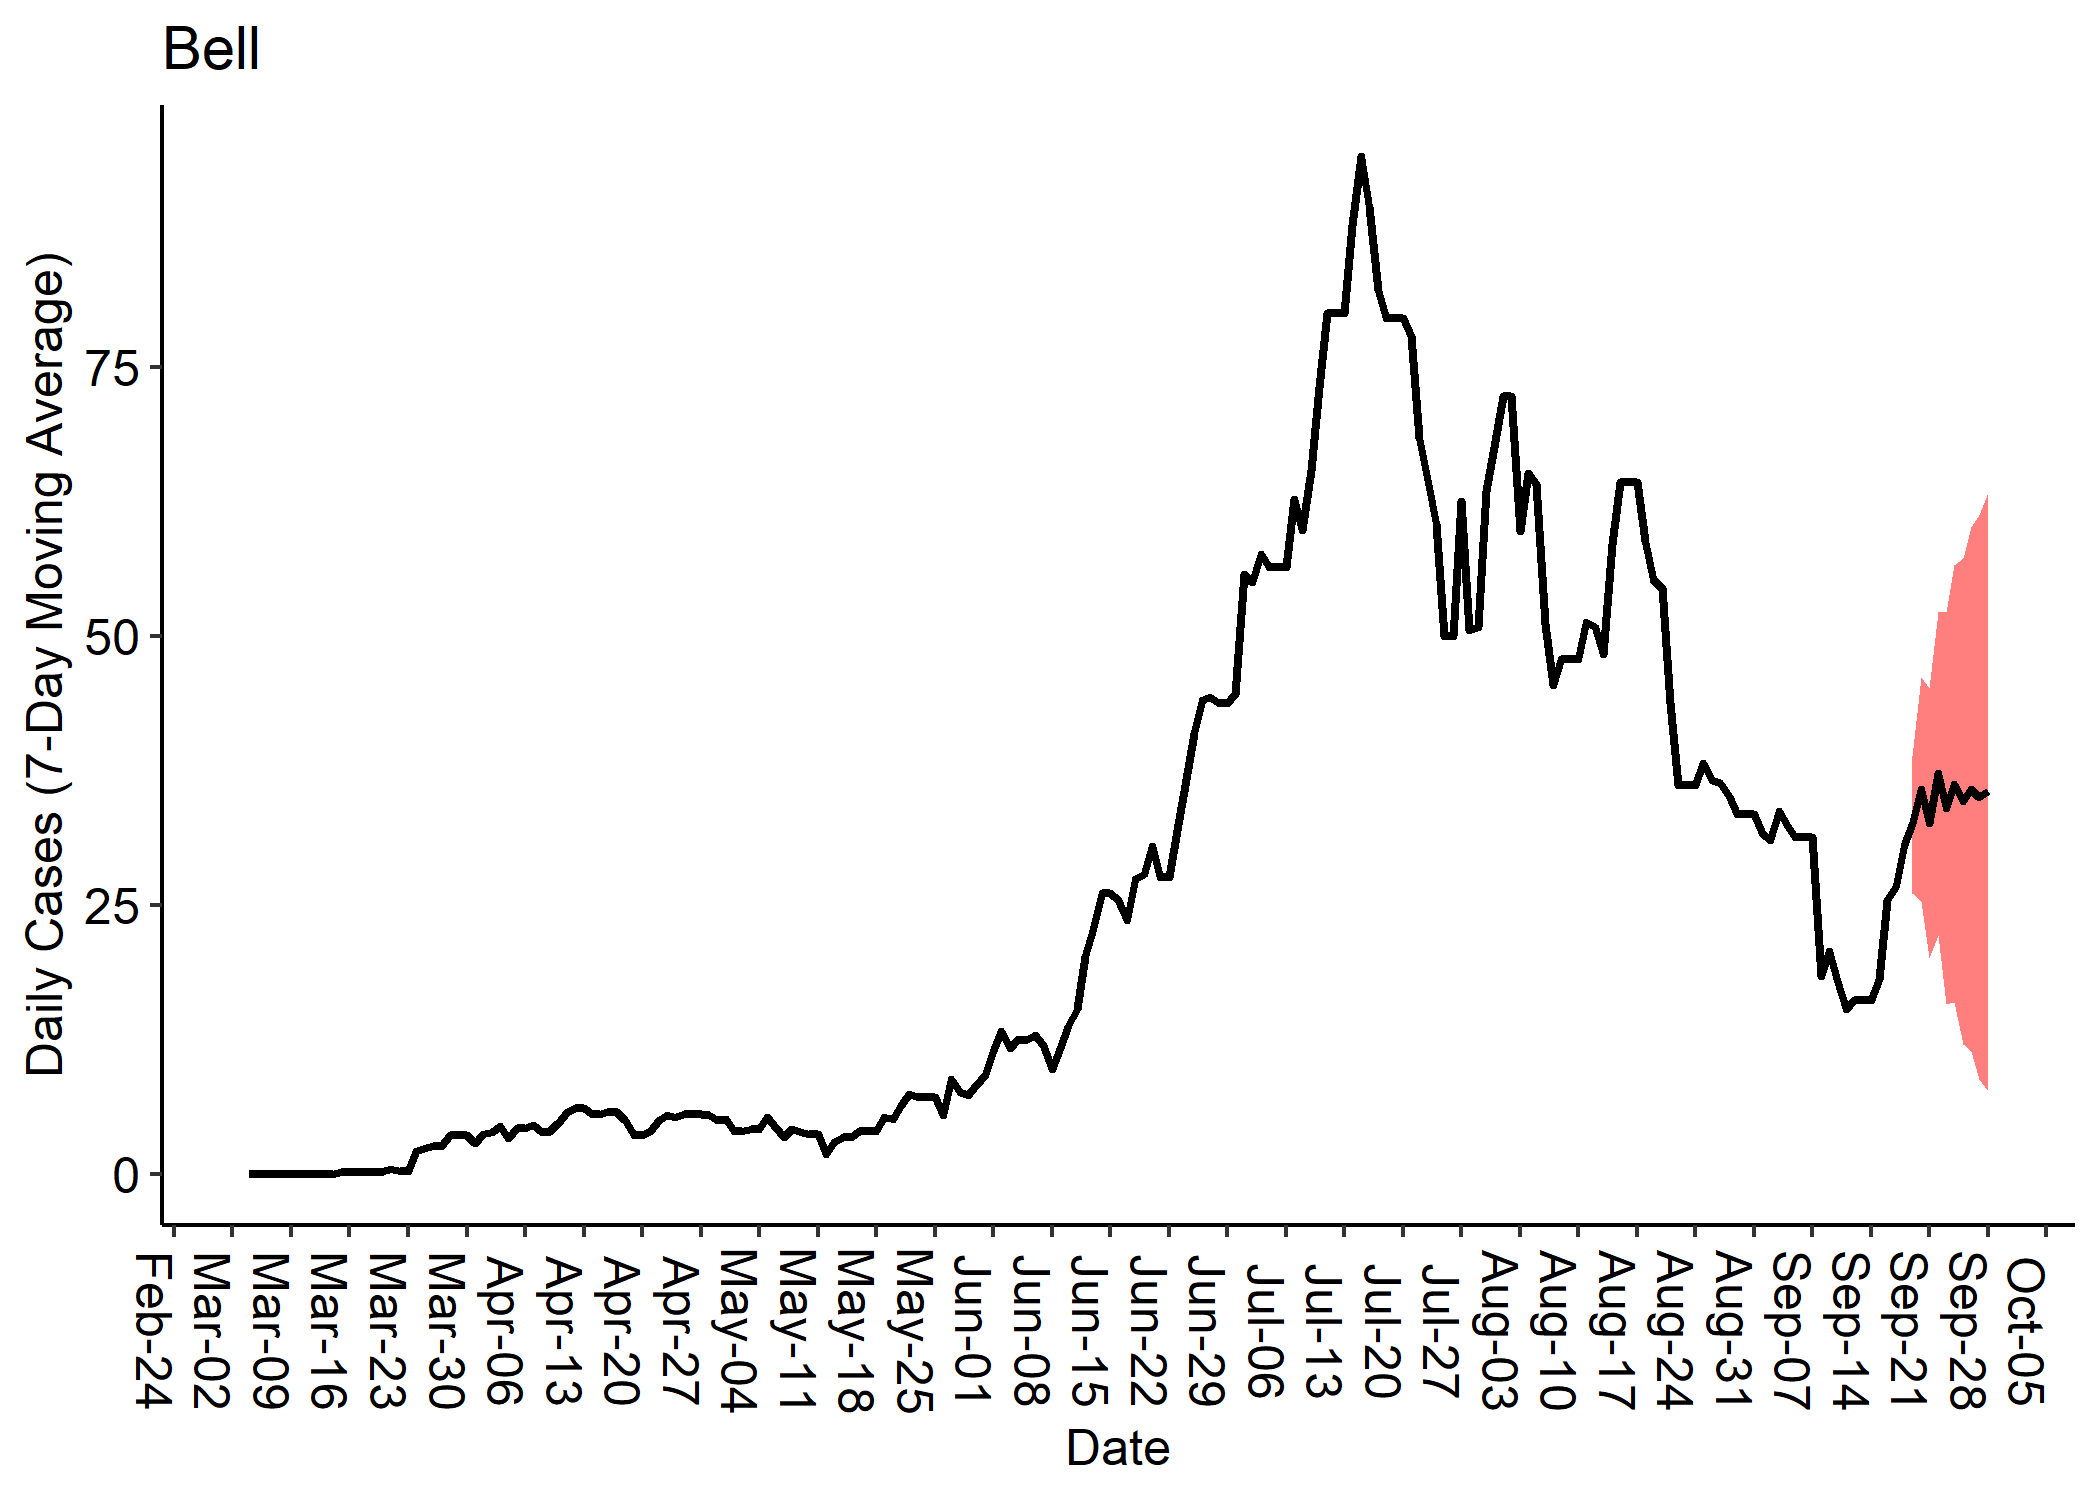 Bell
Daily Cases (7-Day Moving Average)
75
50
25
0
Feb-24
Mar-02
Mar-09
Mar-16
Mar-23
Mar-30
Apr-06
Apr-13
Apr-20
Apr-27
May-04
May-11
May-18
May-25
Jun-01
Jun-08
Jun-15
Jun-22
Jun-29
Jul-06
Jul-13
Jul-20
Jul-27
Aug-03
Aug-10
Aug-17
Aug-24
Aug-31
Sep-07
Sep-14
Sep-21
Sep-28
Oct-05
Date